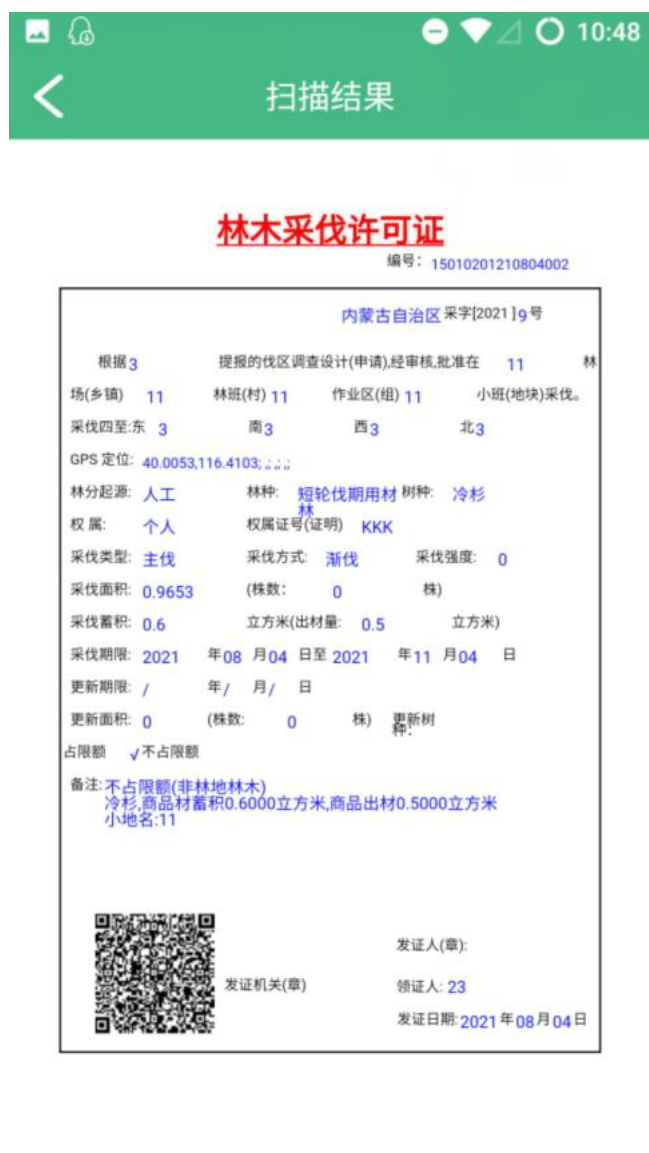 10:48
扫描结果
林木采伐许可证
编号: 15010201210804002
内蒙古自治区 采字[2021 ] 9 号
根据 3 提报的伐区调查设计(申请),经审核,批准在 11 林
场(乡镇) 11 林班(村) 11 作业区(组) 11 小班(地块)采伐。
采伐四至:东 3 南 3 西 3 北 3
GPS 定位: 40.0053,116.4103; ; ; ; ;
林分起源: 人工 林种: 短轮伐期用材林 树种: 冷杉
权 属: 个人 权属证号(证明) KKK
采伐类型: 主伐 采伐方式: 渐伐 采伐强度: 0
采伐面积: 0.9653 (株数: 0 株)
采伐蓄积: 0.6 立方米(出材量: 0.5 立方米)
采伐期限: 2021 年 08 月 04 日至 2021 年 11 月 04 日
更新期限: / 年 / 月 / 日
更新面积: 0 (株数: 0 株) 更新树种:
占限额 √ 不占限额
备注: 不占限额(非林地林木)
冷杉,商品材蓄积0.6000立方米,商品出材0.5000立方米
小地名:11
发证人(章):
发证机关(章)
领证人: 23
发证日期: 2021 年 08 月 04 日